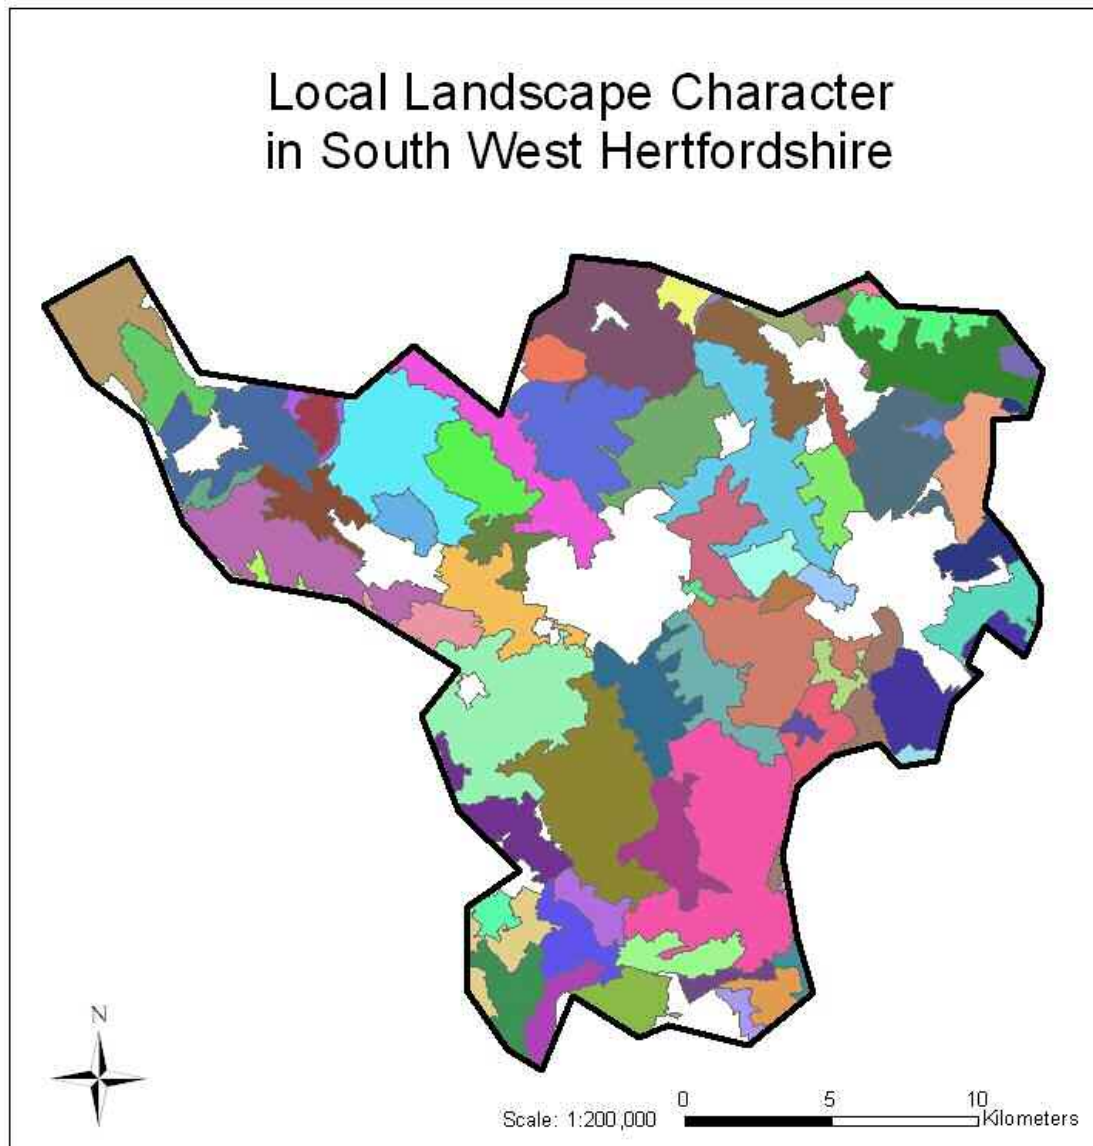 Local Landscape Character
in South West Hertfordshire
N
0 5 10
Scale: 1:200,000 Kilometers